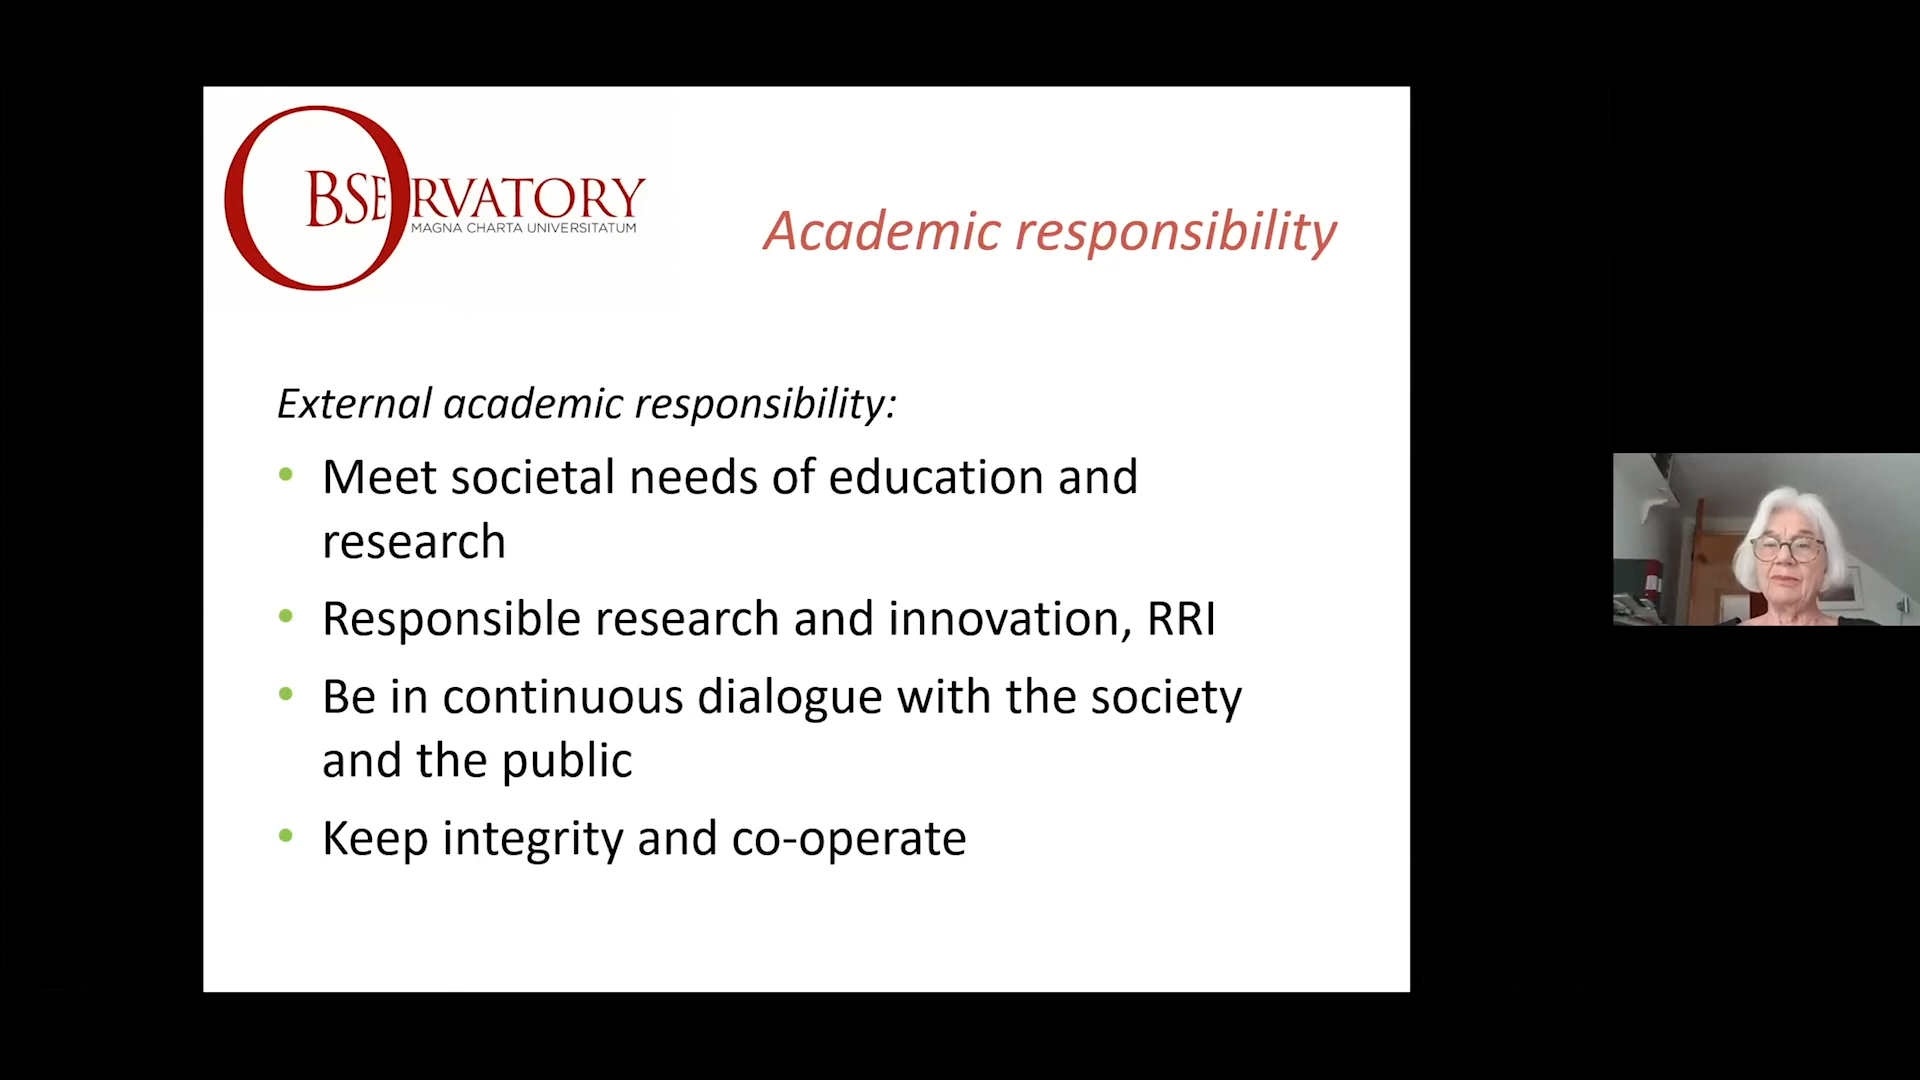 OBSERVATORY
MAGNA CHARTA UNIVERSITATUM
Academic responsibility
External academic responsibility:
• Meet societal needs of education and
research
• Responsible research and innovation, RRI
• Be in continuous dialogue with the society
and the public
• Keep integrity and co-operate